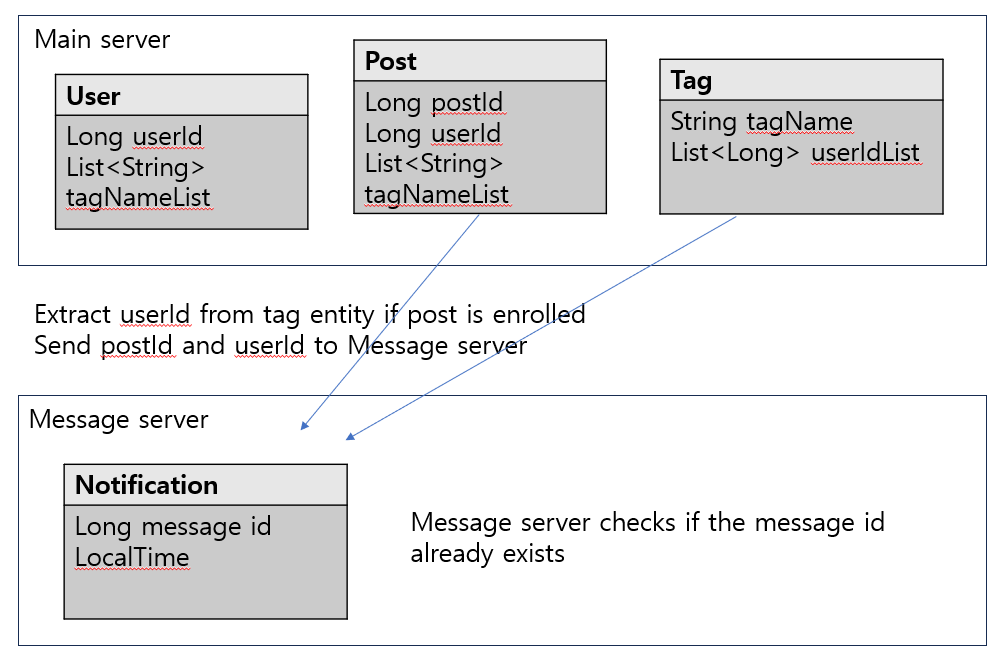 Main server
User
Long userId
List<String>
tagNameList
Post
Long postId
Long userId
List<String>
tagNameList
Tag
String tagName
List<Long> userIdList
Extract userId from tag entity if post is enrolled
Send postId and userId to Message server
Message server
Notification
Long message id
LocalTime
Message server checks if the message id
already exists